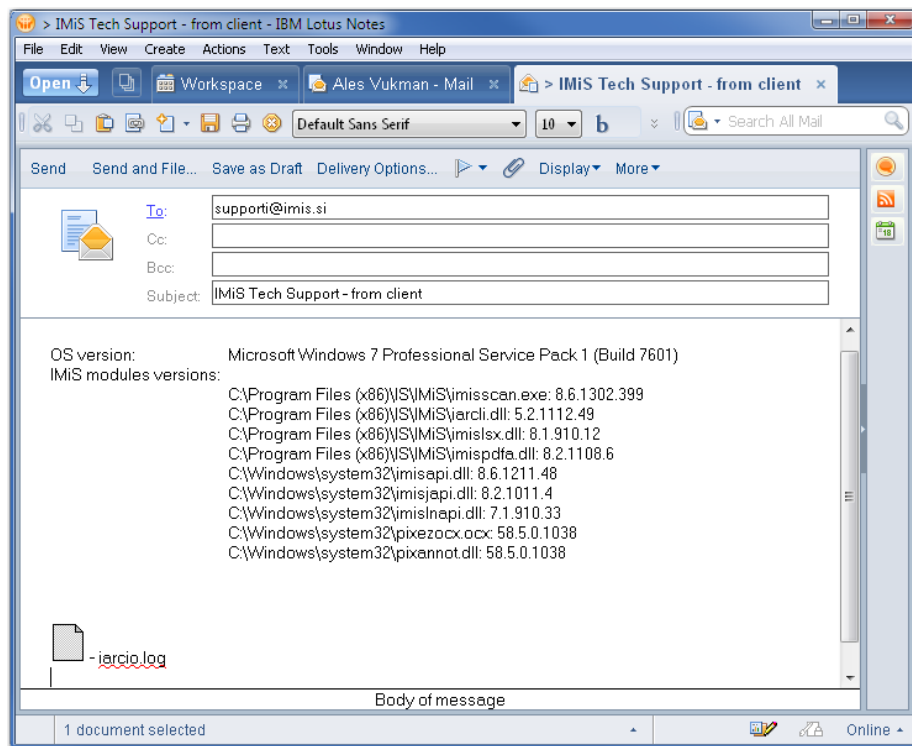 > IMiS Tech Support - from client - IBM Lotus Notes
File Edit View Create Actions Text Tools Window Help
Open Workspace Ales Vukman - Mail > IMiS Tech Support - from client
Default Sans Serif 10 b Search All Mail
Send Send and File... Save as Draft Delivery Options... Display More
To: supporti@imis.si
Cc:
Bcc:
Subject: IMiS Tech Support - from client
18
OS version: Microsoft Windows 7 Professional Service Pack 1 (Build 7601)
IMiS modules versions:
C:\Program Files (x86)\IS\IMiS\imisscan.exe: 8.6.1302.399
C:\Program Files (x86)\IS\IMiS\iarcli.dll: 5.2.1112.49
C:\Program Files (x86)\IS\IMiS\imislsx.dll: 8.1.910.12
C:\Program Files (x86)\IS\IMiS\imispdfa.dll: 8.2.1108.6
C:\Windows\system32\imisapi.dll: 8.6.1211.48
C:\Windows\system32\imisjapi.dll: 8.2.1011.4
C:\Windows\system32\imislnapi.dll: 7.1.910.33
C:\Windows\system32\pixezocx.ocx: 58.5.0.1038
C:\Windows\system32\pixannot.dll: 58.5.0.1038
- iarcio.log
Body of message
1 document selected Online